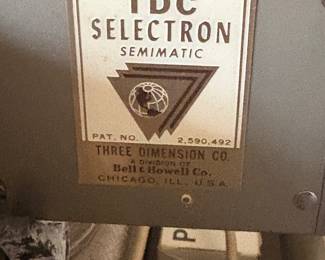 TDC
SELECTRON
SEMIMATIC
PAT. NO. 2,590,492
THREE DIMENSION CO.
A DIVISION OF
Bell & Howell Co.
CHICAGO, ILL., U.S.A.
P